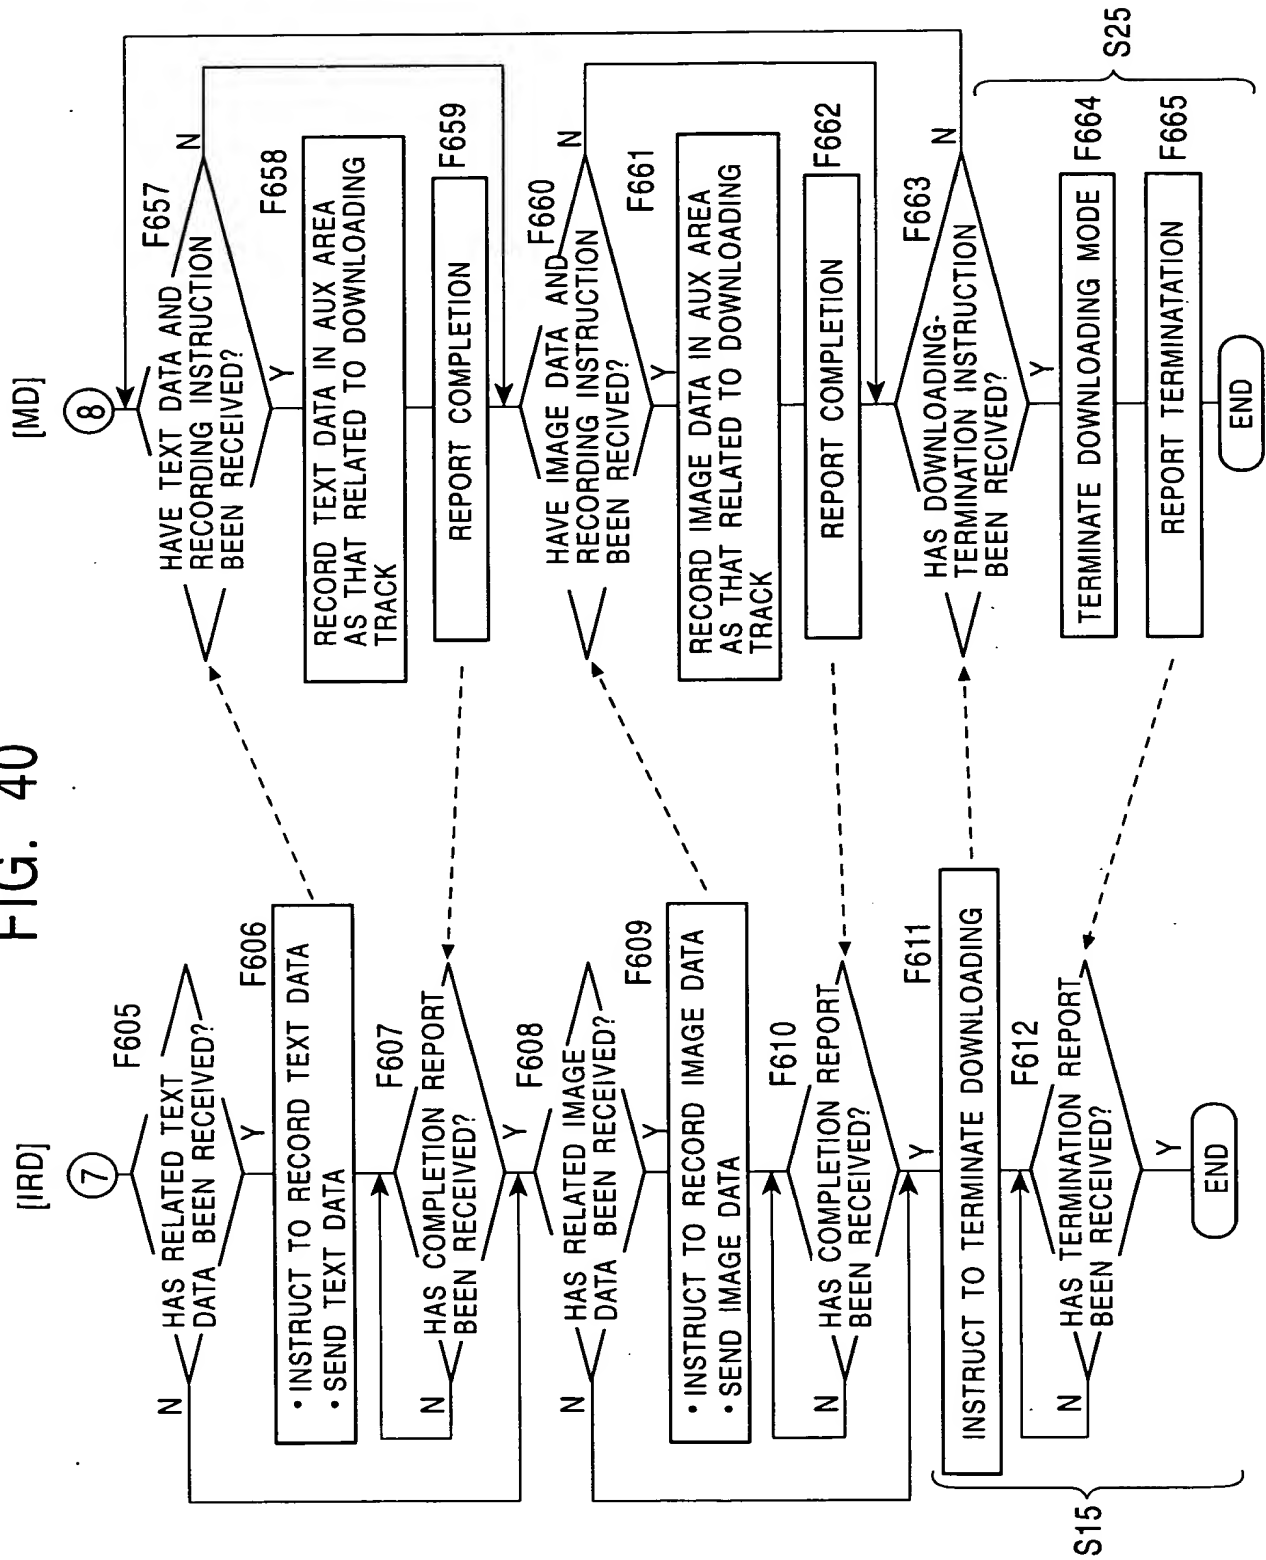 FIG. 40
[IRD]
7
F605
HAS RELATED TEXT
DATA BEEN RECEIVED?
N
Y
F606
• INSTRUCT TO RECORD TEXT DATA
• SEND TEXT DATA
F607
HAS COMPLETION REPORT
BEEN RECEIVED?
N
Y
F608
HAS RELATED IMAGE
DATA BEEN RECEIVED?
N
Y
F609
• INSTRUCT TO RECORD IMAGE DATA
• SEND IMAGE DATA
F610
HAS COMPLETION REPORT
BEEN RECEIVED?
N
Y
F611
INSTRUCT TO TERMINATE DOWNLOADING
F612
HAS TERMINATION REPORT
BEEN RECEIVED?
N
Y
END
S15
[MD]
8
F657
HAVE TEXT DATA AND
RECORDING INSTRUCTION
BEEN RECEIVED?
N
Y
F658
RECORD TEXT DATA IN AUX AREA
AS THAT RELATED TO DOWNLOADING
TRACK
F659
REPORT COMPLETION
F660
HAVE IMAGE DATA AND
RECORDING INSTRUCTION
BEEN RECIVED?
N
Y
F661
RECORD IMAGE DATA IN AUX AREA
AS THAT RELATED TO DOWNLOADING
TRACK
F662
REPORT COMPLETION
F663
HAS DOWNLOADING-
TERMINATION INSTRUCTION
BEEN RECIVED?
N
Y
F664
TERMINATE DOWNLOADING MODE
F665
REPORT TERMINATATION
END
S25